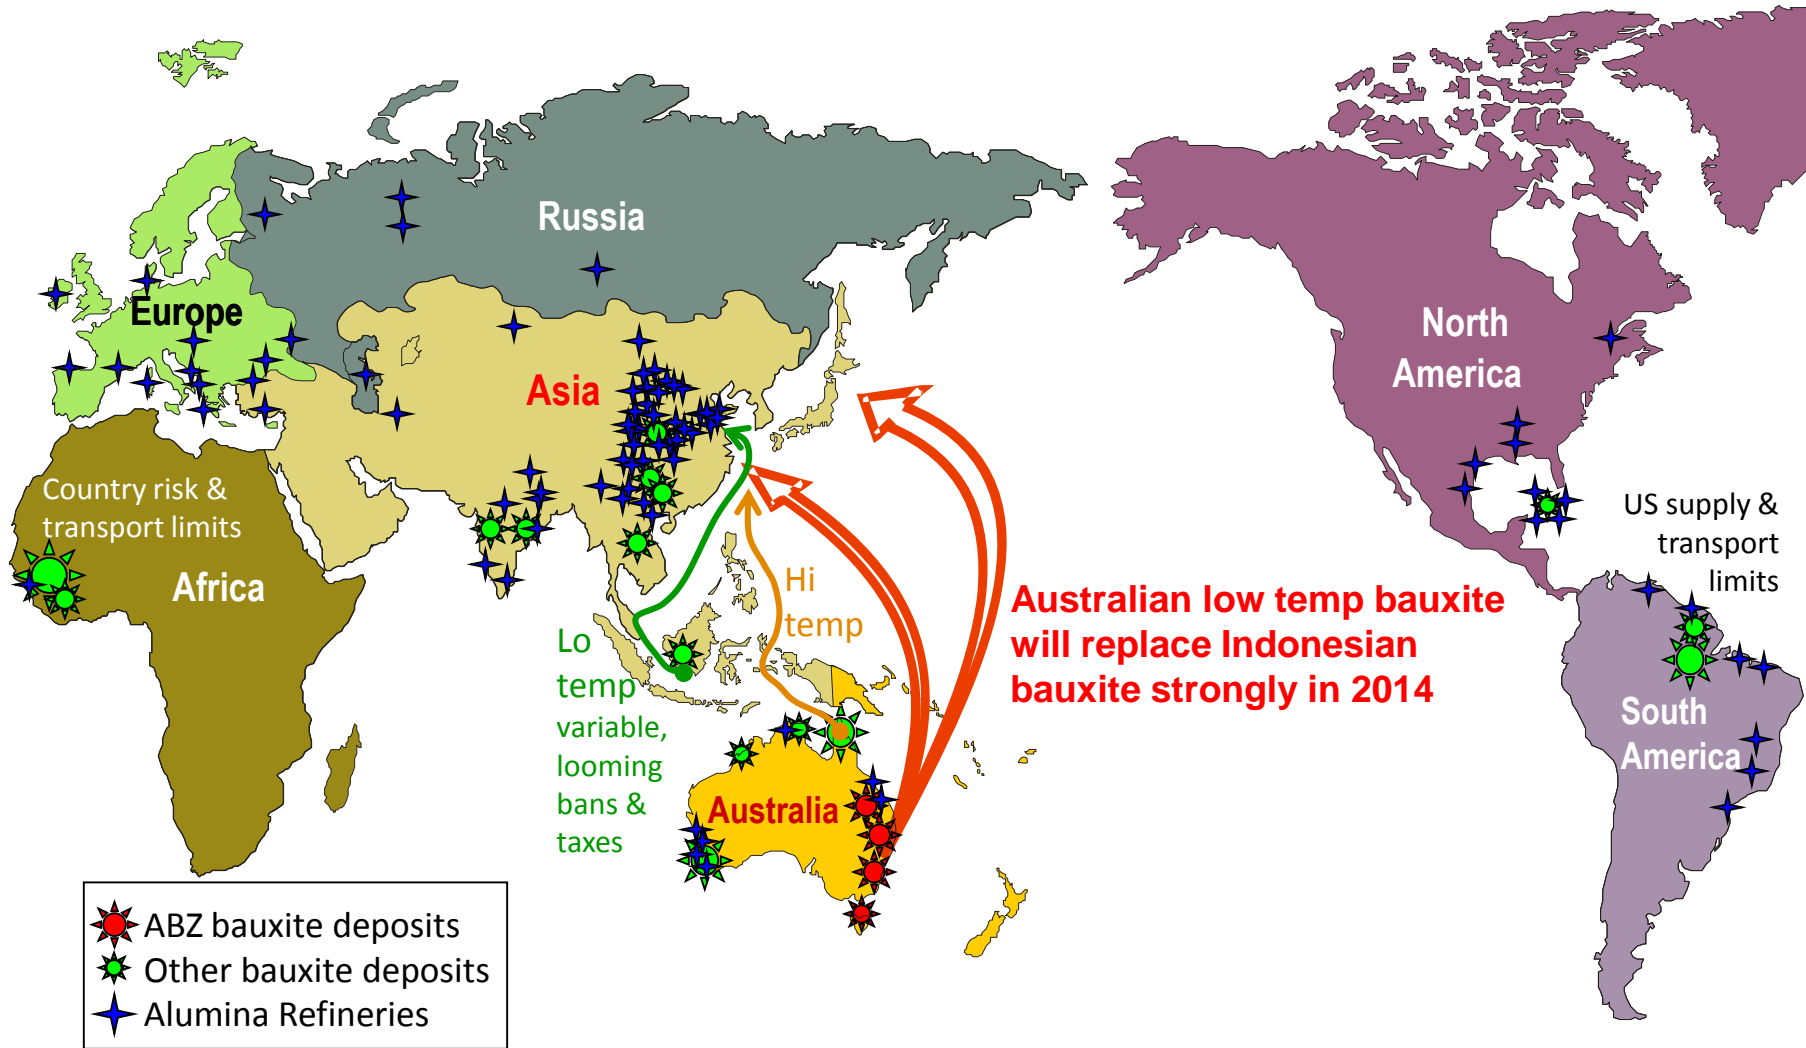 Russia
Europe
Asia
North
America
Country risk &
transport limits
Africa
US supply &
transport
limits
Hi
temp
Lo
temp
variable,
looming
bans &
taxes
Australian low temp bauxite
will replace Indonesian
bauxite strongly in 2014
South
America
Australia
ABZ bauxite deposits
Other bauxite deposits
Alumina Refineries